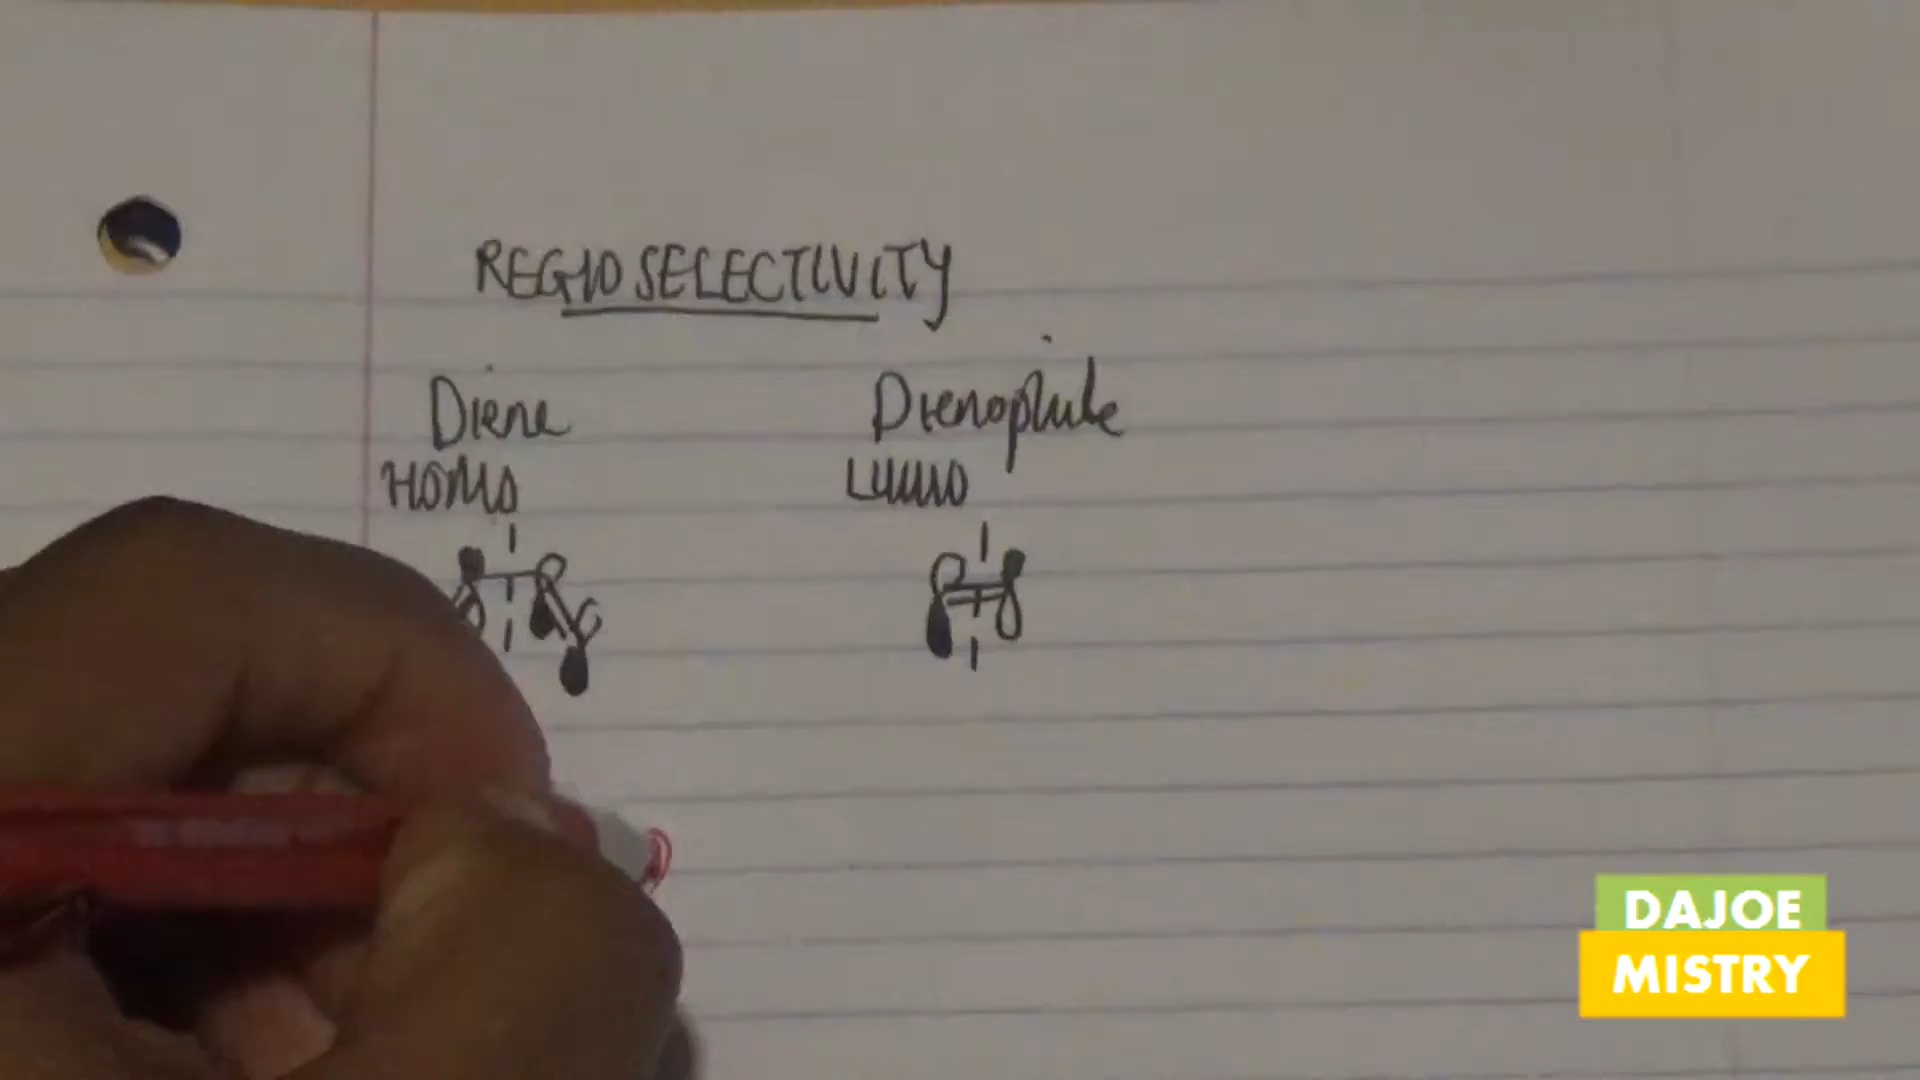 REGIOSELECTIVITY
Diene
Dienophile
HOMO
LUMO
DAJOE
MISTRY